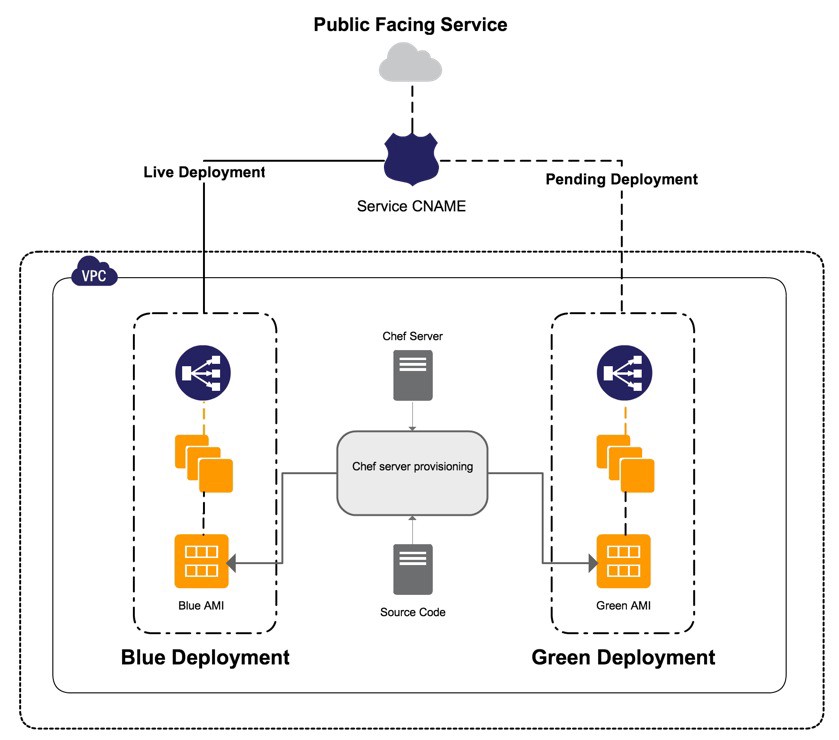 Public Facing Service
Live Deployment
Pending Deployment
Service CNAME
VPC
Chef Server
Chef server provisioning
Blue AMI
Source Code
Green AMI
Blue Deployment
Green Deployment